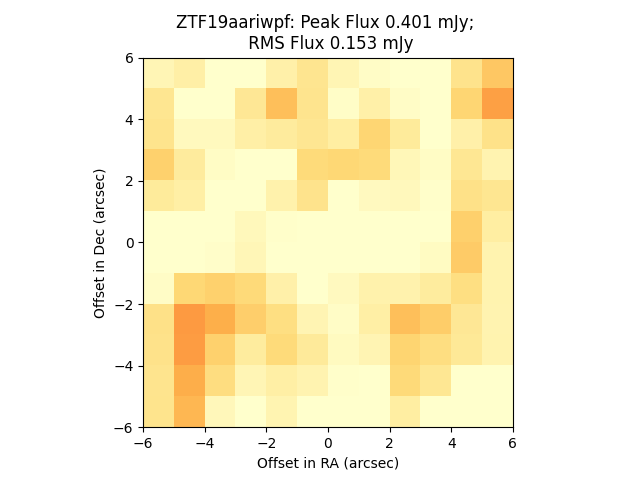 ZTF19aariwpf: Peak Flux 0.401 mJy;
RMS Flux 0.153 mJy
6
4
2
0
−2
−4
−6
Offset in Dec (arcsec)
−6 −4 −2 0 2 4 6
Offset in RA (arcsec)